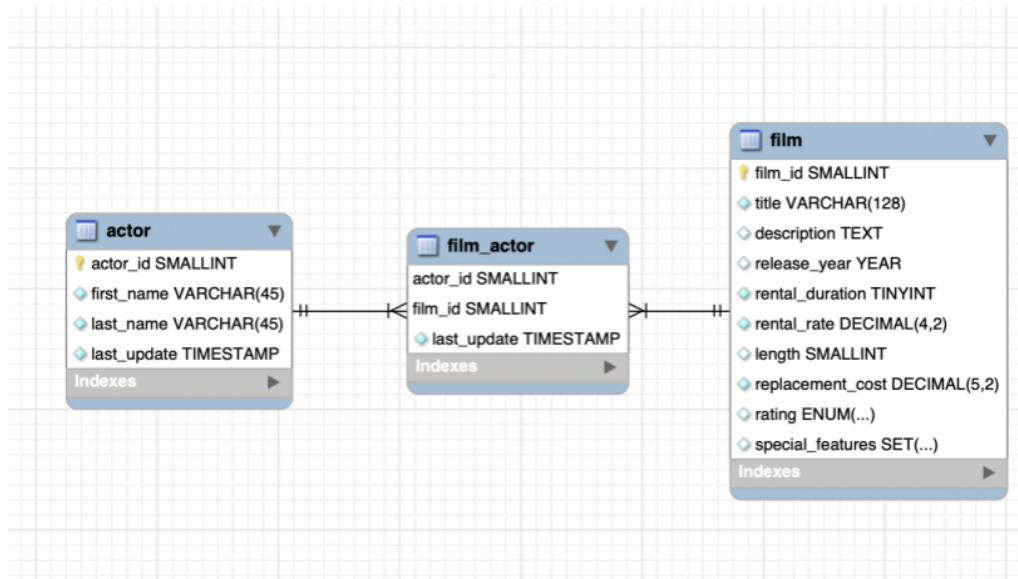 actor
actor_id SMALLINT
first_name VARCHAR(45)
last_name VARCHAR(45)
last_update TIMESTAMP
Indexes
film_actor
actor_id SMALLINT
film_id SMALLINT
last_update TIMESTAMP
Indexes
film
film_id SMALLINT
title VARCHAR(128)
description TEXT
release_year YEAR
rental_duration TINYINT
rental_rate DECIMAL(4,2)
length SMALLINT
replacement_cost DECIMAL(5,2)
rating ENUM(...)
special_features SET(...)
Indexes